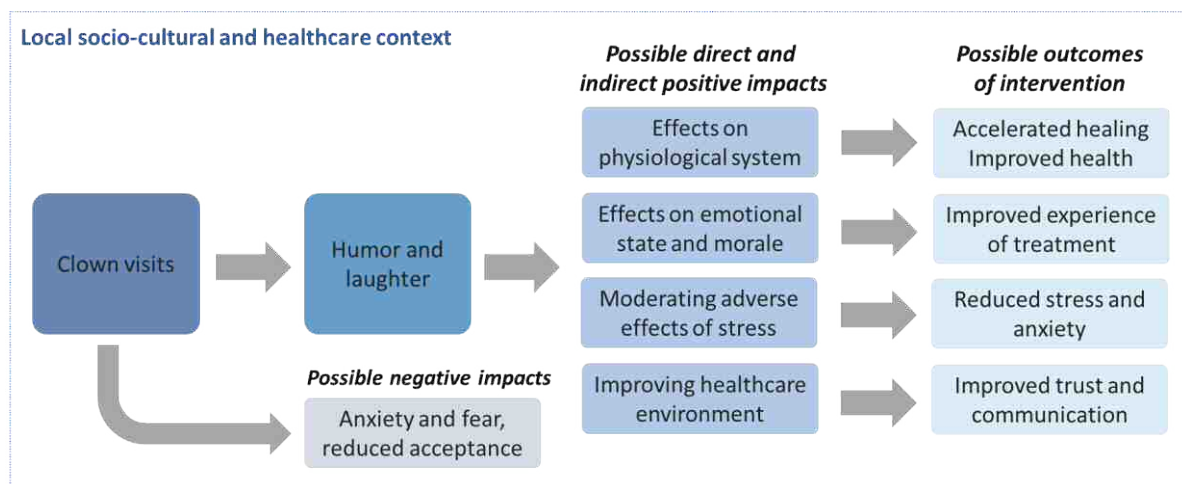 Local socio-cultural and healthcare context
Possible direct and
indirect positive impacts
Possible outcomes
of intervention
Clown visits
Humor and
laughter
Effects on
physiological system
Accelerated healing
Improved health
Effects on emotional
state and morale
Improved experience
of treatment
Moderating adverse
effects of stress
Reduced stress and
anxiety
Improving healthcare
environment
Improved trust and
communication
Possible negative impacts
Anxiety and fear,
reduced acceptance